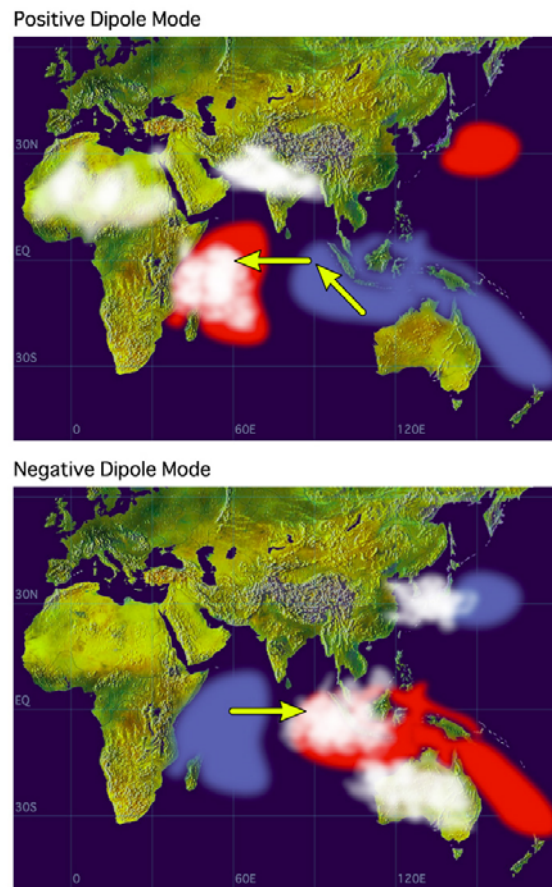 Positive Dipole Mode
30N
EQ
30S
0 60E 120E
Negative Dipole Mode
30N
EQ
30S
0 60E 120E